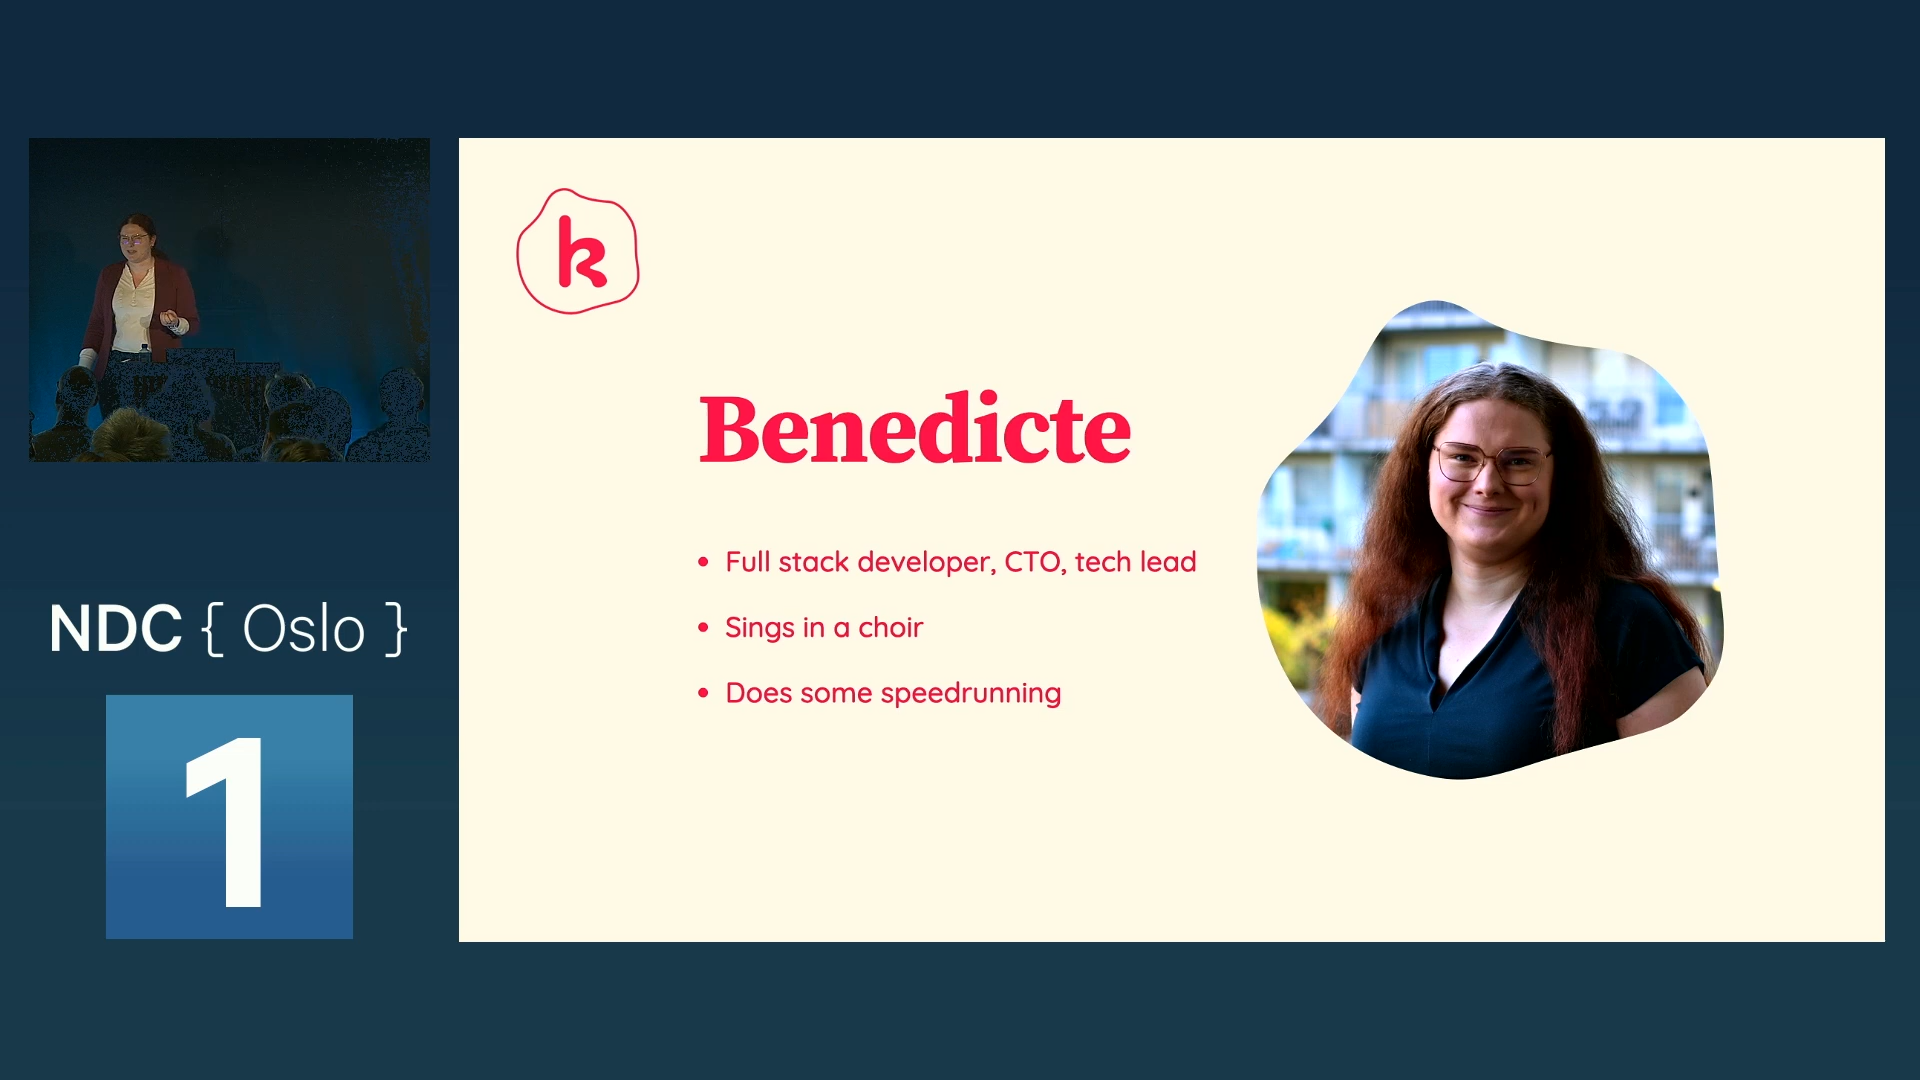 k
Benedicte
• Full stack developer, CTO, tech lead
• Sings in a choir
• Does some speedrunning
NDC { Oslo }
1